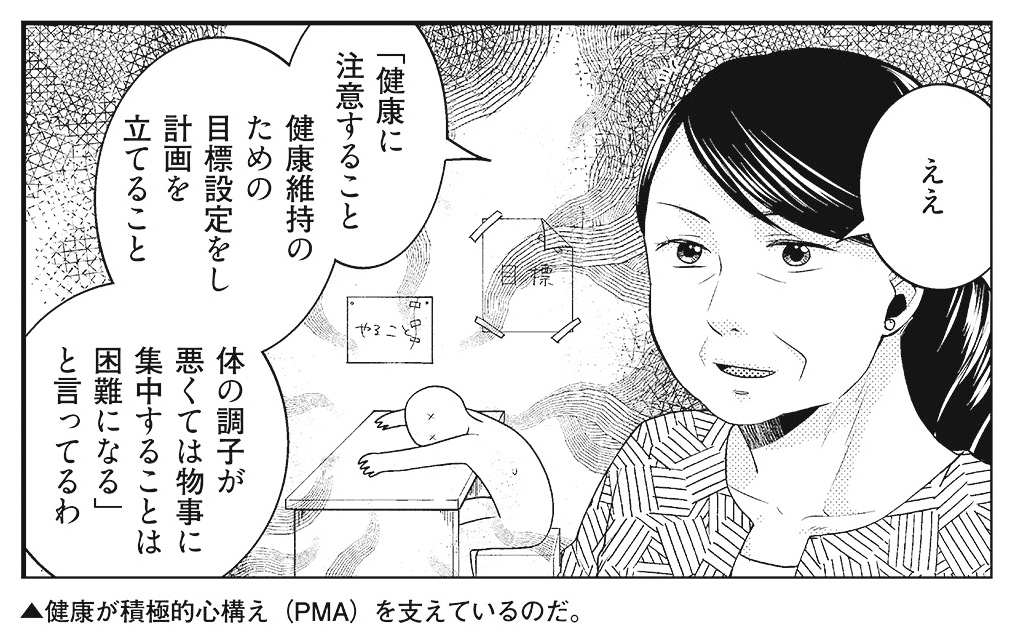 ええ
「健康に
注意すること
健康維持の
ための
目標設定をし
計画を
立てること
体の調子が
悪くては物事に
集中することは
困難になる」
と言ってるわ
目標
やること
▲健康が積極的心構え（PMA）を支えているのだ。